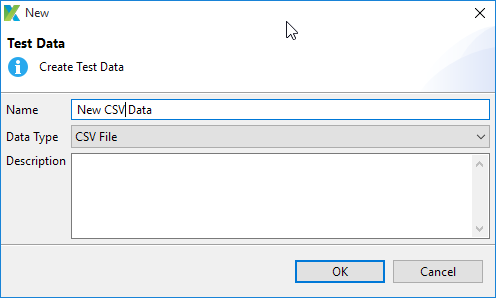 New
Test Data
Create Test Data
Name New CSV Data
Data Type CSV File
Description
OK Cancel